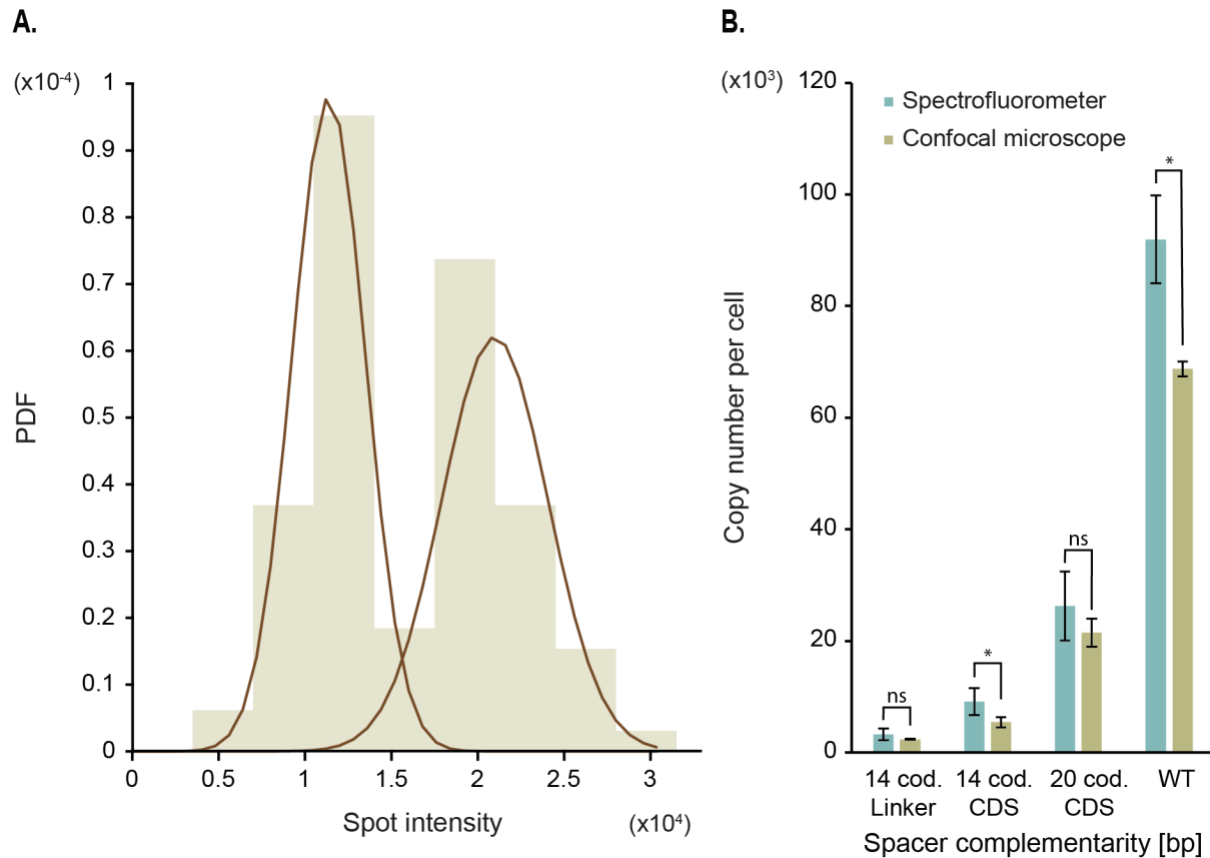 A.
(x10⁻⁴)
1
0.9
0.8
0.7
0.6
0.5
0.4
0.3
0.2
0.1
0
PDF
0 0.5 1 1.5 2 2.5 3
Spot intensity
(x10⁴)
B.
(x10³)
120
100
80
60
40
20
0
Copy number per cell
Spectrofluorometer
Confocal microscope
ns
*
ns
*
14 cod. 14 cod. 20 cod. WT
Linker CDS CDS
Spacer complementarity [bp]